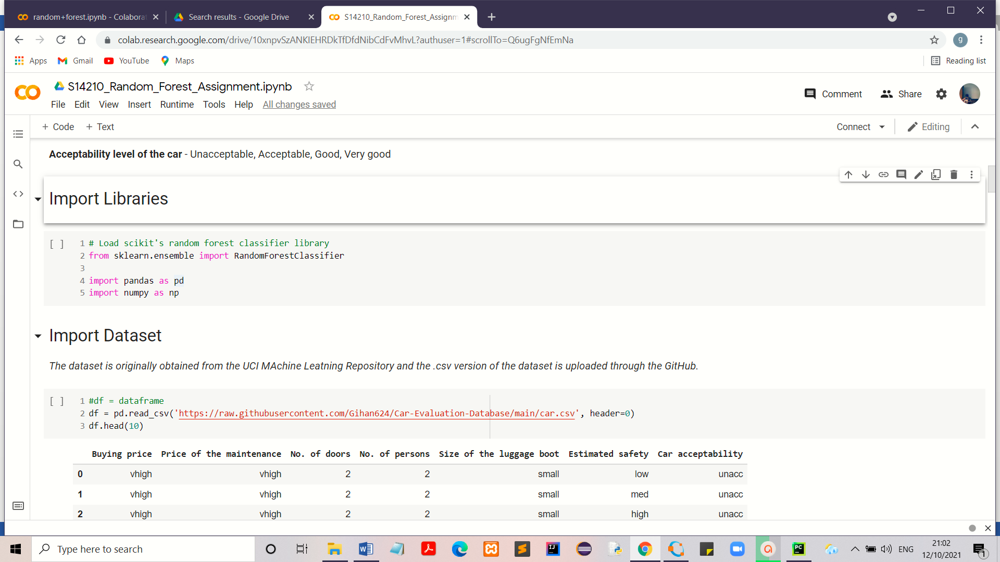 random+forest.ipynb - Colabora
Search results - Google Drive
S14210_Random_Forest_Assignm
colab.research.google.com/drive/10xnpvSzANKIEHRDkTfDfdNibCdFvMhvL?authuser=1#scrollTo=Q6ugFgNfEmNa
g
Apps
Gmail
YouTube
Maps
Reading list
S14210_Random_Forest_Assignment.ipynb
File Edit View Insert Runtime Tools Help All changes saved
Comment
Share
+ Code + Text
Connect
Editing
Acceptability level of the car - Unacceptable, Acceptable, Good, Very good
Import Libraries
[ ]
1 # Load scikit's random forest classifier library
2 from sklearn.ensemble import RandomForestClassifier
3
4 import pandas as pd
5 import numpy as np
Import Dataset
The dataset is originally obtained from the UCI MAchine Leatning Repository and the .csv version of the dataset is uploaded through the GitHub.
[ ]
1 #df = dataframe
2 df = pd.read_csv('https://raw.githubusercontent.com/Gihan624/Car-Evaluation-Database/main/car.csv', header=0)
3 df.head(10)
Buying price Price of the maintenance No. of doors No. of persons Size of the luggage boot Estimated safety Car acceptability
0 vhigh vhigh 2 2 small low unacc
1 vhigh vhigh 2 2 small med unacc
2 vhigh vhigh 2 2 small high unacc
Type here to search
IJ
PC
ENG
21:02
12/10/2021
1